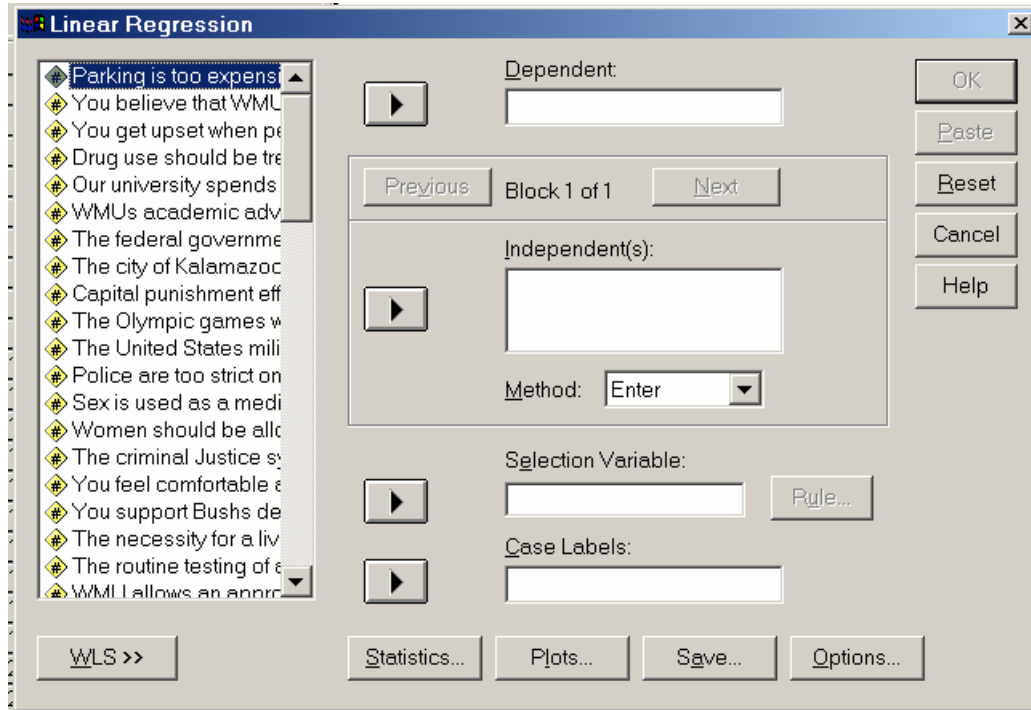 Linear Regression
Parking is too expensi
You believe that WMU
You get upset when pe
Drug use should be tre
Our university spends
WMUs academic adv
The federal governme
The city of Kalamazoo
Capital punishment eff
The Olympic games w
The United States mili
Police are too strict on
Sex is used as a medi
Women should be allo
The criminal Justice sy
You feel comfortable a
You support Bushs de
The necessity for a liv
The routine testing of a
WMU allows an appro
WLS >>
Dependent:
Previous Block 1 of 1 Next
Independent(s):
Method: Enter
Selection Variable:
Rule...
Case Labels:
Statistics... Plots... Save... Options...
OK
Paste
Reset
Cancel
Help